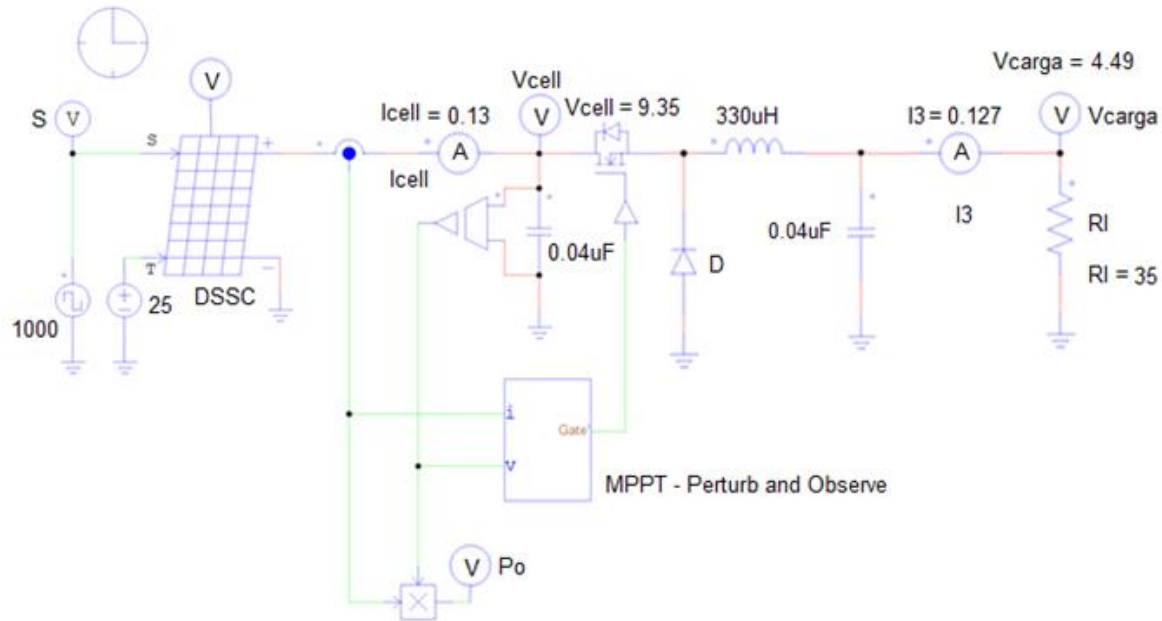 Vcarga = 4.49
V
Vcell
Vcell = 9.35
S
V
Icell = 0.13
330uH
I3 = 0.127
V
Vcarga
S
+
A
V
A
Icell
I3
0.04uF
0.04uF
Rl
D
Rl = 35
T
−
1000
25
DSSC
i
Gate
V
MPPT - Perturb and Observe
V
Po